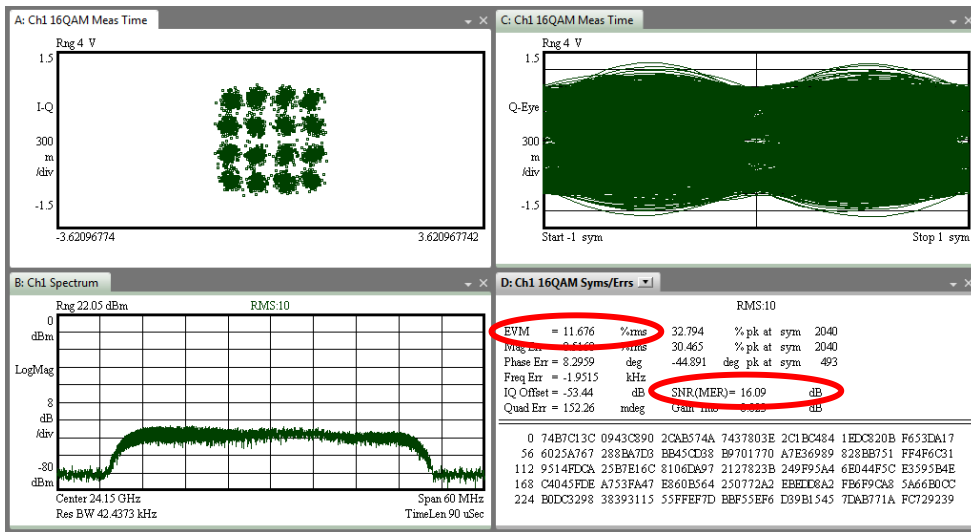 A: Ch1 16QAM Meas Time
Rng 4 V
1.5
I-Q
300
m
/div
-1.5
-3.62096774
3.620967742
C: Ch1 16QAM Meas Time
Rng 4 V
1.5
Q-Eye
300
m
/div
-1.5
Start -1 sym
Stop 1 sym
B: Ch1 Spectrum
Rng 22.05 dBm
RMS:10
0
dBm
LogMag
8
dB
/div
-80
dBm
Center 24.15 GHz
Span 60 MHz
Res BW 42.4373 kHz
TimeLen 90 uSec
D: Ch1 16QAM Syms/Errs
RMS:10
EVM = 11.676 %rms 32.794 % pk at sym 2040
Mag Err = %rms 30.465 % pk at sym 2040
Phase Err = 8.2959 deg -44.891 deg pk at sym 493
Freq Err = -1.9515 kHz
IQ Offset = -53.44 dB SNR(MER)= 16.09 dB
Quad Err = 152.26 mdeg Gain Imb = dB
0 74B7C13C 0943C890 2CAB574A 7437803E 2C1BC484 1EDC820B F653DA17
56 6025A767 288BA7D3 BB45CD38 B9701770 A7E36989 828BB751 FF4F6C31
112 9514FDCA 25B7E16C 8106DA97 2127823B 249F95A4 6E044F5C E3595B4E
168 C4045FDE A753FA47 E860B564 250772A2 EBEDD8A2 FB6F9CA8 5A66B0CC
224 B0DC3298 38393115 55FFEF7D BBF55EF6 D39B1545 7DAB771A FC729239